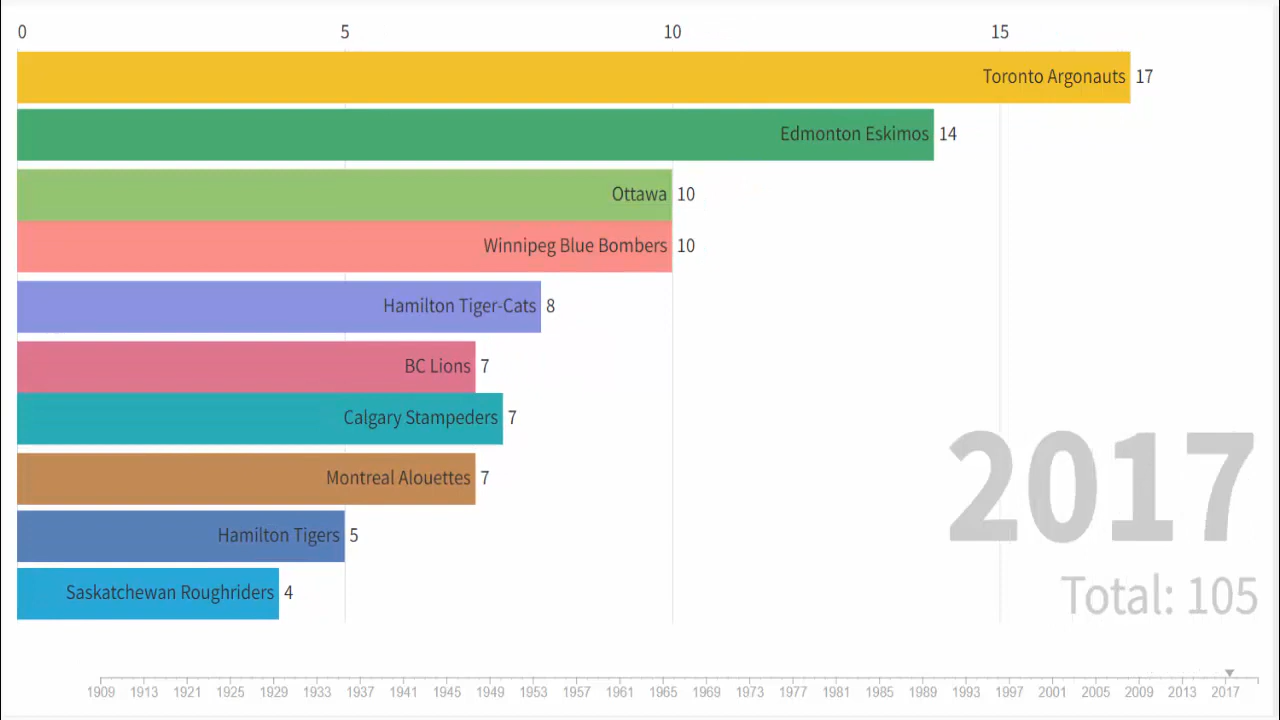 0 5 10 15
Toronto Argonauts 17
Edmonton Eskimos 14
Ottawa 10
Winnipeg Blue Bombers 10
Hamilton Tiger-Cats 8
BC Lions 7
Calgary Stampeders 7
Montreal Alouettes 7
Hamilton Tigers 5
Saskatchewan Roughriders 4
2017
Total: 105
1909 1913 1921 1925 1929 1933 1937 1941 1945 1949 1953 1957 1961 1965 1969 1973 1977 1981 1985 1989 1993 1997 2001 2005 2009 2013 2017